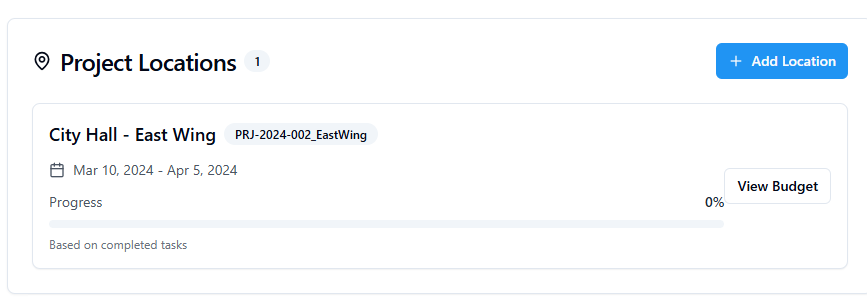 Project Locations 1
+ Add Location
City Hall - East Wing PRJ-2024-002_EastWing
Mar 10, 2024 - Apr 5, 2024
View Budget
Progress 0%
Based on completed tasks